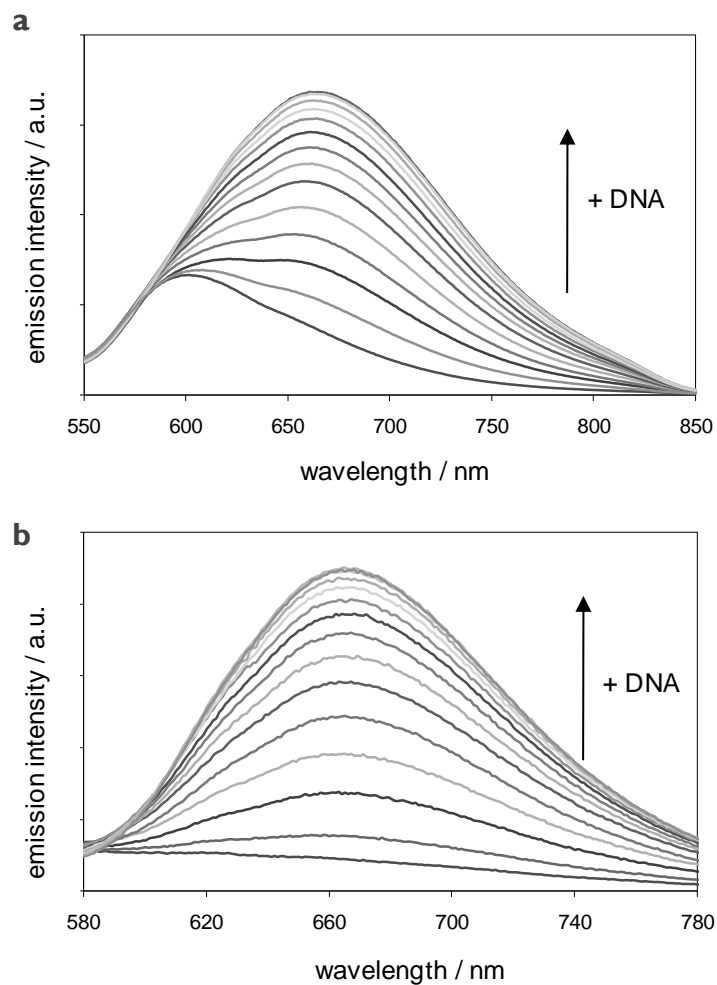 a
emission intensity / a.u.
+ DNA
550 600 650 700 750 800 850
wavelength / nm
b
emission intensity / a.u.
+ DNA
580 620 660 700 740 780
wavelength / nm